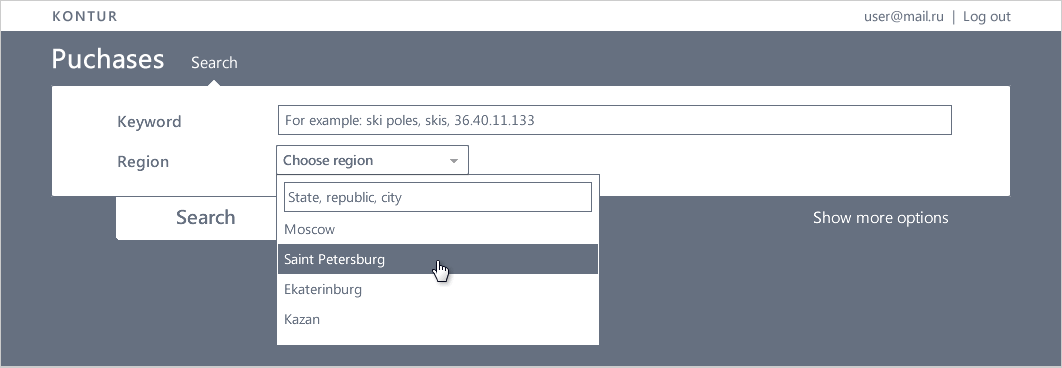 KONTUR
user@mail.ru | Log out
Puchases Search
Keyword For example: ski poles, skis, 36.40.11.133
Region Choose region
State, republic, city
Search
Show more options
Moscow
Saint Petersburg
Ekaterinburg
Kazan